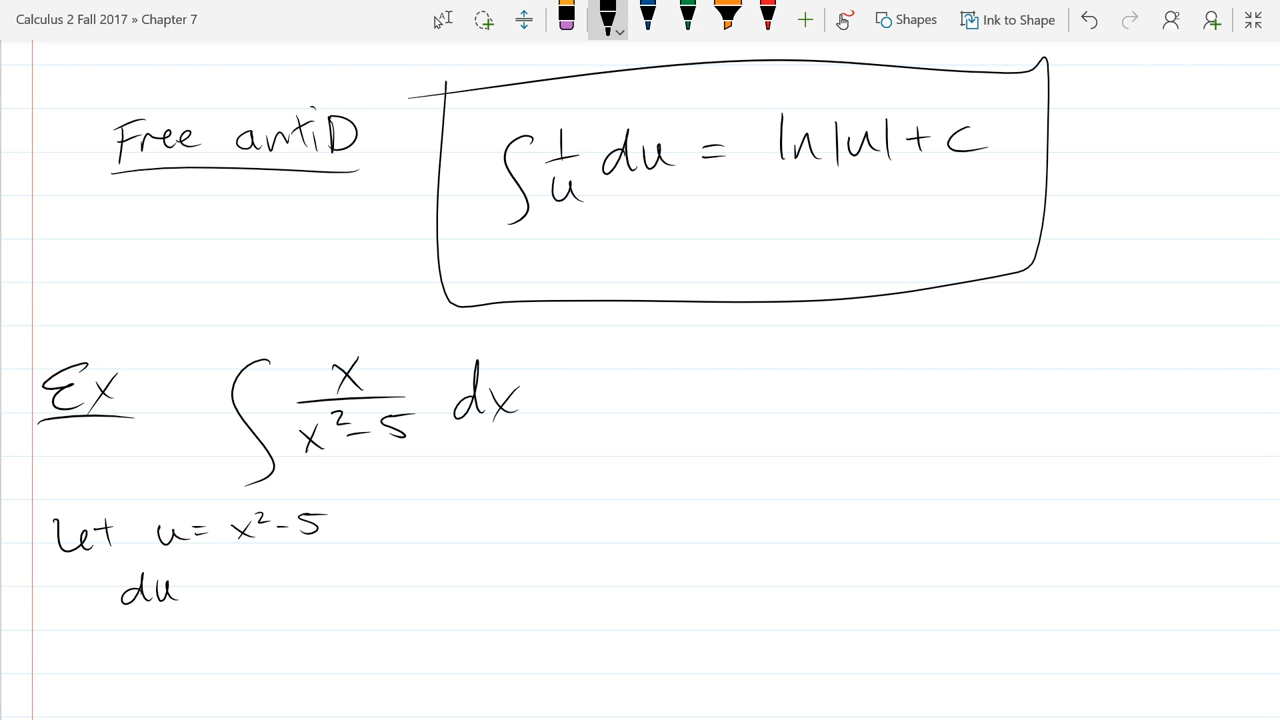 Calculus 2 Fall 2017 » Chapter 7
Shapes
Ink to Shape
Free antiD
∫ 1/u du = ln|u| + c
Ex ∫ x/(x²-5) dx
Let u = x² - 5
du